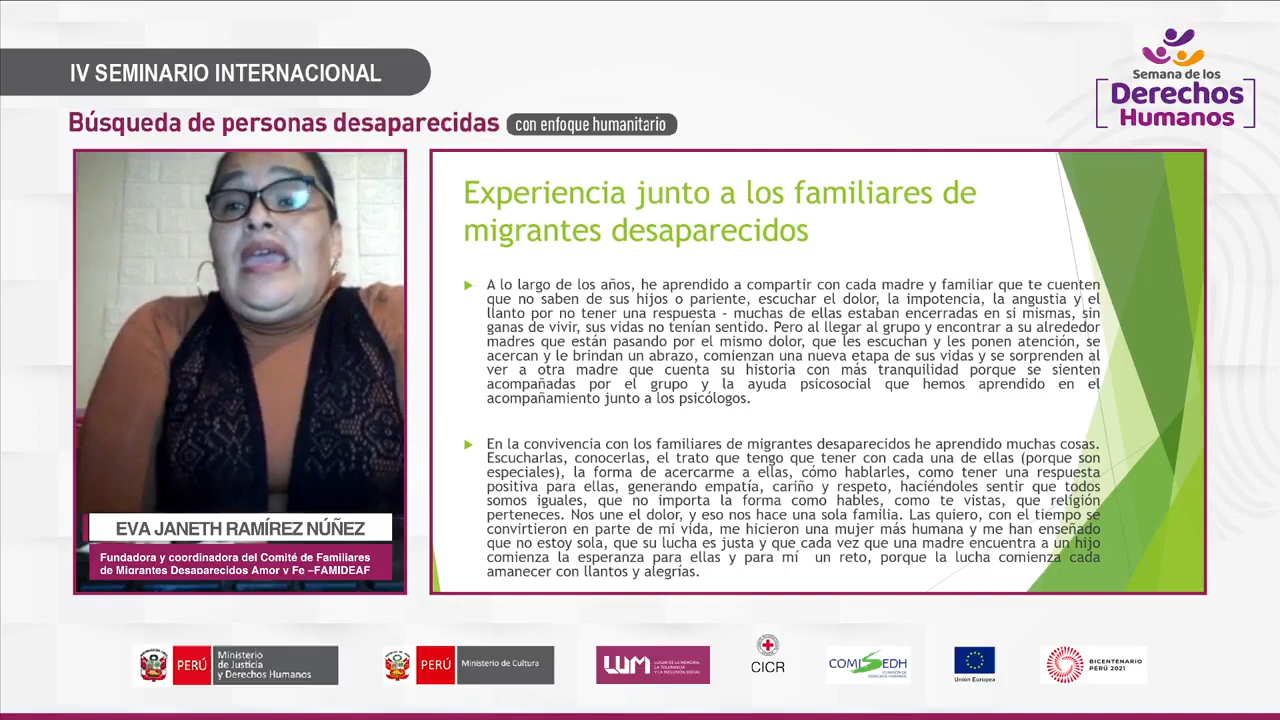 IV SEMINARIO INTERNACIONAL
Búsqueda de personas desaparecidas con enfoque humanitario
Semana de los
Derechos
Humanos
Experiencia junto a los familiares de
migrantes desaparecidos
A lo largo de los años, he aprendido a compartir con cada madre y familiar que te cuenten
que no saben de sus hijos o pariente, escuchar el dolor, la impotencia, la angustia y el
llanto por no tener una respuesta - muchas de ellas estaban encerradas en si mismas, sin
ganas de vivir, sus vidas no tenían sentido. Pero al llegar al grupo y encontrar a su alrededor
madres que están pasando por el mismo dolor, que les escuchan y les ponen atención, se
acercan y le brindan un abrazo, comienzan una nueva etapa de sus vidas y se sorprenden al
ver a otra madre que cuenta su historia con más tranquilidad porque se sienten
acompañadas por el grupo y la ayuda psicosocial que hemos aprendido en el
acompañamiento junto a los psicólogos.
En la convivencia con los familiares de migrantes desaparecidos he aprendido muchas cosas.
Escucharlas, conocerlas, el trato que tengo que tener con cada una de ellas (porque son
especiales), la forma de acercarme a ellas, cómo hablarles, como tener una respuesta
positiva para ellas, generando empatía, cariño y respeto, haciéndoles sentir que todos
somos iguales, que no importa la forma como hables, como te vistas, que religión
perteneces. Nos une el dolor, y eso nos hace una sola familia. Las quiero, con el tiempo se
convirtieron en parte de mi vida, me hicieron una mujer más humana y me han enseñado
que no estoy sola, que su lucha es justa y que cada vez que una madre encuentra a un hijo
comienza la esperanza para ellas y para mí un reto, porque la lucha comienza cada
amanecer con llantos y alegrías.
EVA JANETH RAMÍREZ NÚÑEZ
Fundadora y coordinadora del Comité de Familiares
de Migrantes Desaparecidos Amor y Fe –FAMIDEAF
PERÚ
Ministerio
de Justicia
y Derechos Humanos
PERÚ
Ministerio de Cultura
LUM
LUGAR DE LA MEMORIA,
LA TOLERANCIA
Y LA INCLUSIÓN SOCIAL
CICR
COMISEDH
COMISIÓN DE
DERECHOS HUMANOS
Unión Europea
BICENTENARIO
PERÚ 2021